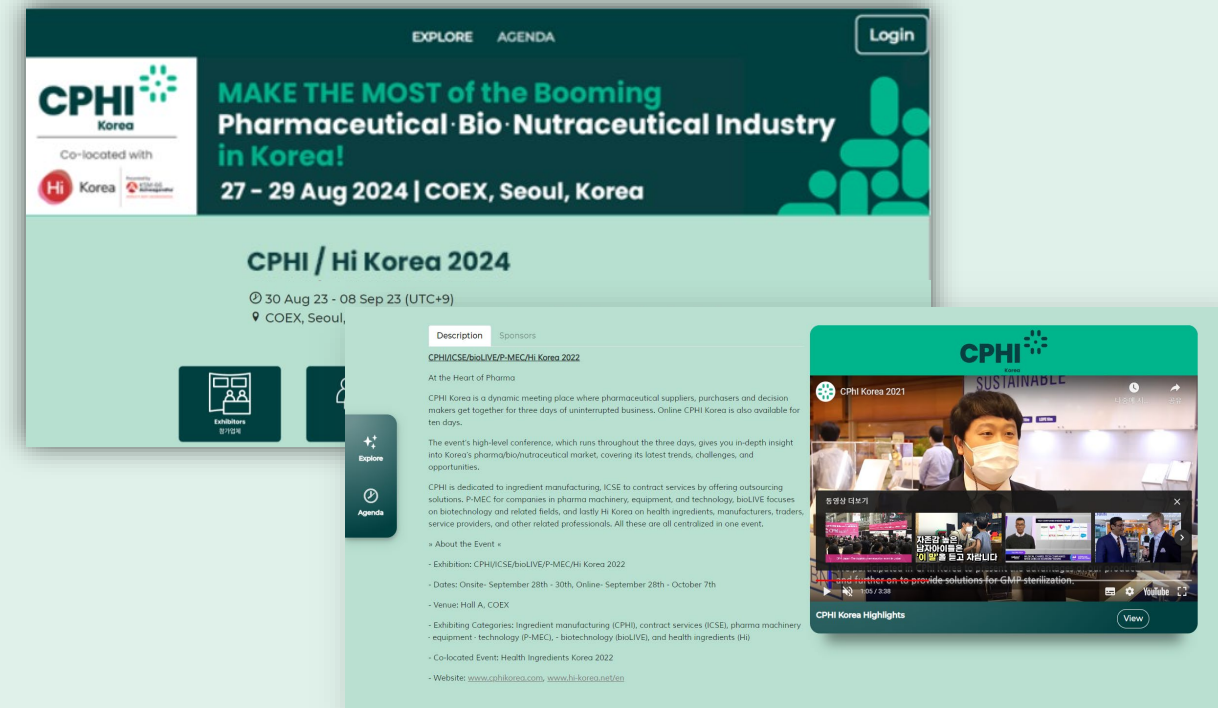 EXPLORE AGENDA
Login
CPHI
Korea
Co-located with
Hi Korea
MAKE THE MOST of the Booming
Pharmaceutical·Bio·Nutraceutical Industry
in Korea!
27 – 29 Aug 2024 | COEX, Seoul, Korea
CPHI / Hi Korea 2024
30 Aug 23 - 08 Sep 23 (UTC+9)
COEX, Seoul,
Exhibitors
참가업체
Explore
Agenda
Description Sponsors
CPHI/ICSE/bioLIVE/P-MEC/Hi Korea 2022
At the Heart of Pharma
CPHI Korea is a dynamic meeting place where pharmaceutical suppliers, purchasers and decision
makers get together for three days of uninterrupted business. Online CPHI Korea is also available for
ten days.
The event's high-level conference, which runs throughout the three days, gives you in-depth insight
into Korea's pharma/bio/nutraceutical market, covering its latest trends, challenges, and
opportunities.
CPHI is dedicated to ingredient manufacturing, ICSE to contract services by offering outsourcing
solutions. P-MEC for companies in pharma machinery, equipment, and technology, bioLIVE focuses
on biotechnology and related fields, and lastly Hi Korea on health ingredients, manufacturers, traders,
service providers, and other related professionals. All these are all centralized in one event.
» About the Event «
- Exhibition: CPHI/ICSE/bioLIVE/P-MEC/Hi Korea 2022
- Dates: Onsite- September 28th - 30th, Online- September 28th - October 7th
- Venue: Hall A, COEX
- Exhibiting Categories: Ingredient manufacturing (CPHI), contract services (ICSE), pharma machinery
- equipment - technology (P-MEC), - biotechnology (bioLIVE), and health ingredients (Hi)
- Co-located Event: Health Ingredients Korea 2022
- Website: www.cphikorea.com, www.hi-korea.net/en
CPHI
Korea
SUSTAINABLE
CPhI Korea 2021
동영상 더보기
자존감 높은
남자아이들은
'이 말'을 듣고 자랍니다
and further on to provide solutions for GMP sterilization.
1:05 / 3:38
YouTube
CPHI Korea Highlights
View